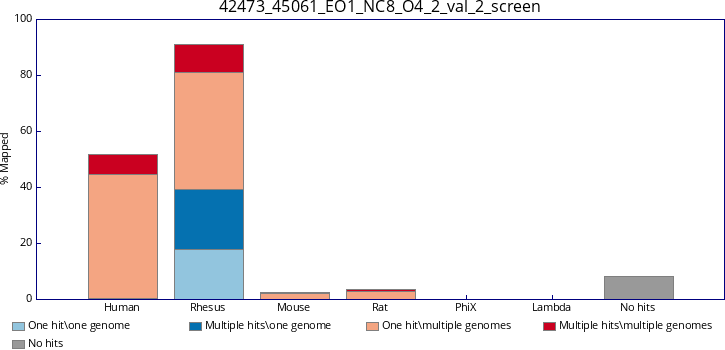 42473_45061_EO1_NC8_O4_2_val_2_screen
100
80
60
40
20
0
% Mapped
Human Rhesus Mouse Rat PhiX Lambda No hits
One hit\one genome Multiple hits\one genome One hit\multiple genomes Multiple hits\multiple genomes
No hits